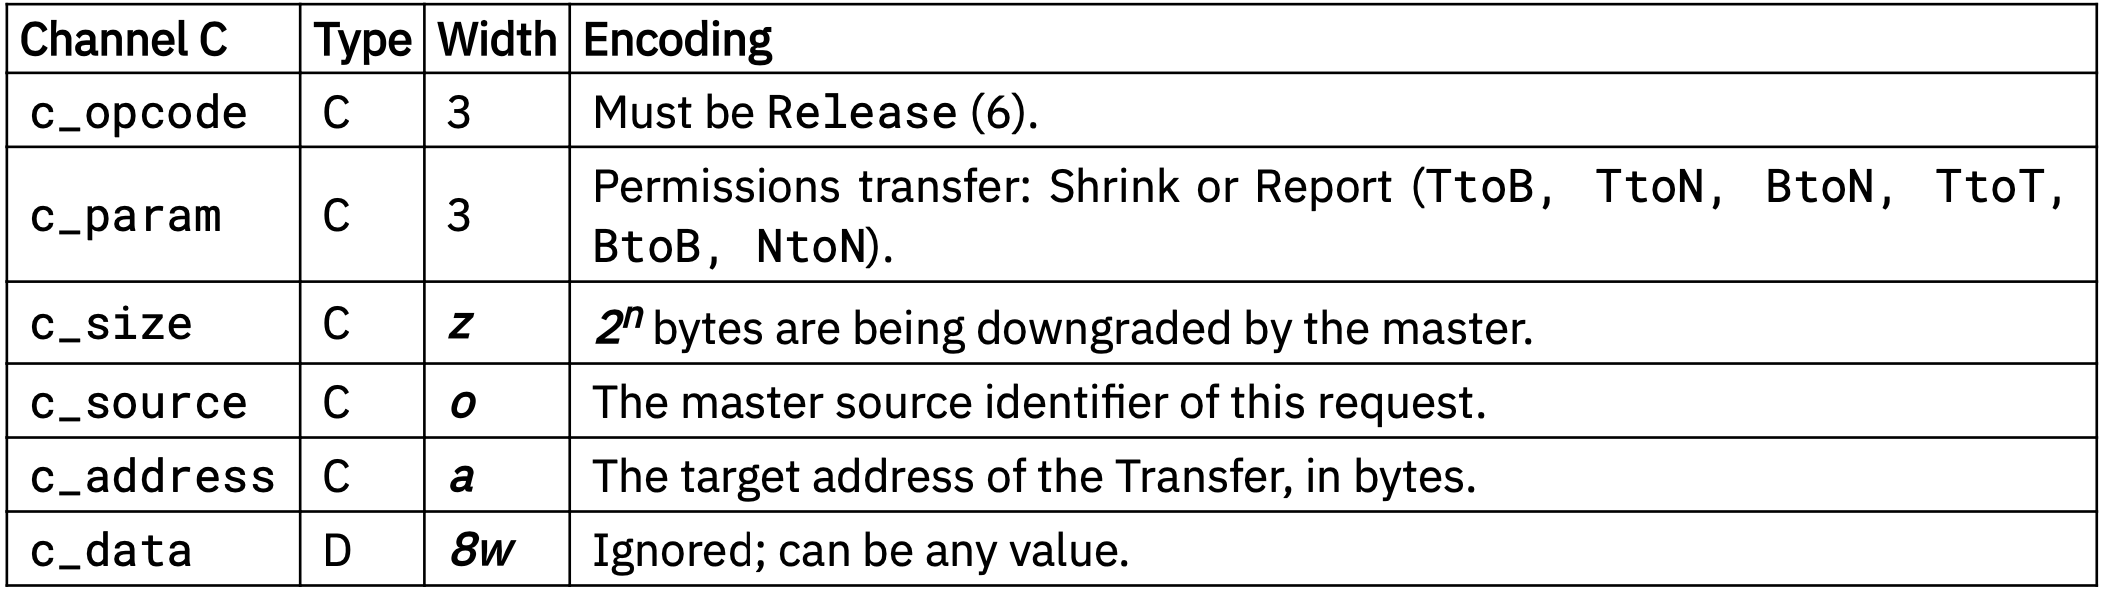 Channel C Type Width Encoding
c_opcode C 3 Must be Release (6).
c_param C 3 Permissions transfer: Shrink or Report (TtoB, TtoN, BtoN, TtoT,
BtoB, NtoN).
c_size C z 2ⁿ bytes are being downgraded by the master.
c_source C o The master source identifier of this request.
c_address C a The target address of the Transfer, in bytes.
c_data D 8w Ignored; can be any value.